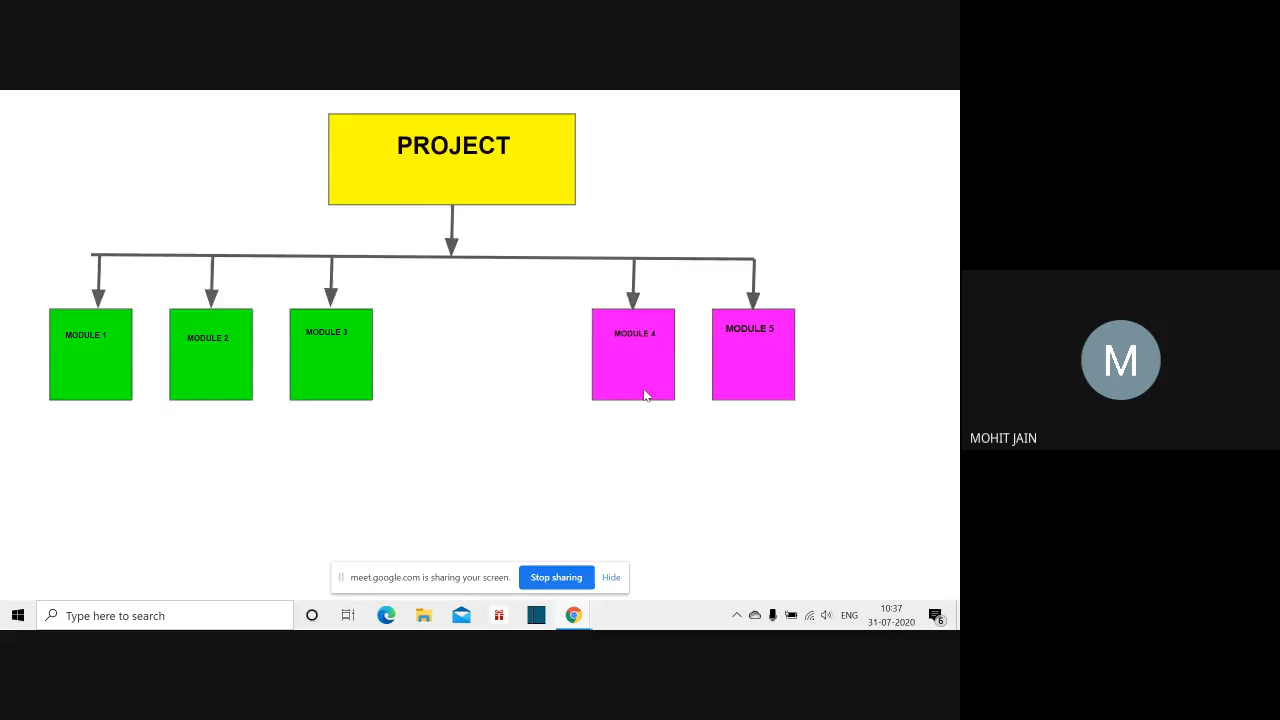 PROJECT
MODULE 1
MODULE 2
MODULE 3
MODULE 4
MODULE 5
M
MOHIT JAIN
meet.google.com is sharing your screen.
Stop sharing
Hide
Type here to search
ENG
10:37
31-07-2020
6